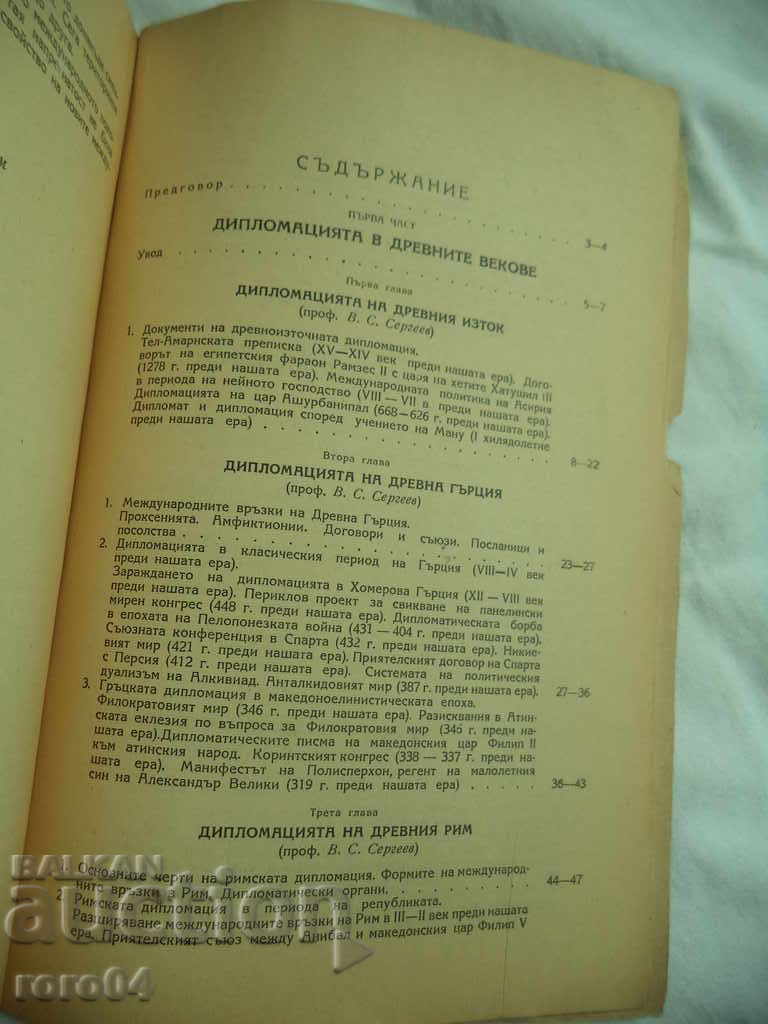 СЪДЪРЖАНИЕ
Предговор . . . . . . . . . . . . 3—4
ПЪРВА ЧАСТ
ДИПЛОМАЦИЯТА В ДРЕВНИТЕ ВЕКОВЕ
Увод . . . . . . . . . . . . 5—7
Първа глава
ДИПЛОМАЦИЯТА НА ДРЕВНИЯ ИЗТОК
(проф. В. С. Сергеев)
1. Документи на древноизточната дипломация.
Тел-Амарнската преписка (XV—XIV век преди нашата ера). Дого-
ворът на египетския фараон Рамзес II с царя на хетите Хатушил III
(1278 г. преди нашата ера). Международната политика на Асирия
в периода на нейното господство (VIII — VII в. преди нашата ера).
Дипломацията на цар Ашурбанипал (668—626 г. преди нашата ера).
Дипломат и дипломация според учението на Ману (I хилядолетие
преди нашата ера) . . . . . . . . . . . . 8—22
Втора глава
ДИПЛОМАЦИЯТА НА ДРЕВНА ГЪРЦИЯ
(проф. В. С. Сергеев)
1. Международните връзки на Древна Гърция.
Проксенията. Амфиктионии. Договори и съюзи. Посланици и
посолства . . . . . . . . . . . . 23—27
2. Дипломацията в класическия период на Гърция (VIII—IV век
преди нашата ера).
Зараждането на дипломацията в Хомерова Гърция (XII — VIII век
преди нашата ера). Периклов проект за свикване на панелински
мирен конгрес (448 г. преди нашата ера). Дипломатическата борба
в епохата на Пелопонезката война (431 — 404 г. преди нашата ера).
Съюзната конференция в Спарта (432 г. преди нашата ера). Никие-
вият мир (421 г. преди нашата ера). Приятелският договор на Спарта
с Персия (412 г. преди нашата ера). Системата на политическия
дуализъм на Алкивиад. Анталкидовият мир (387 г. преди нашата ера). 27—36
3. Гръцката дипломация в македоноелинистическата епоха.
Филократовият мир (346 г. преди нашата ера). Разисквания в Атин-
ската еклезия по въпроса за Филократовия мир (346 г. преди на-
шата ера). Дипломатическите писма на македонския цар Филип II
към атинския народ. Коринтският конгрес (338 — 337 г. преди на-
шата ера). Манифестът на Полисперхон, регент на малолетния
син на Александър Велики (319 г. преди нашата ера) . . . . . 36—43
Трета глава
ДИПЛОМАЦИЯТА НА ДРЕВНИЯ РИМ
(проф. В. С. Сергеев)
Основните черти на римската дипломация. Формите на международ-
ните връзки в Рим. Дипломатически органи. . . . . . 44—47
2. Римската дипломация в периода на републиката.
Разширяване международните връзки на Рим в III—II век преди нашата
ера. Приятелският съюз между Анибал и македонския цар Филип V
BALKAN
auction
roro04